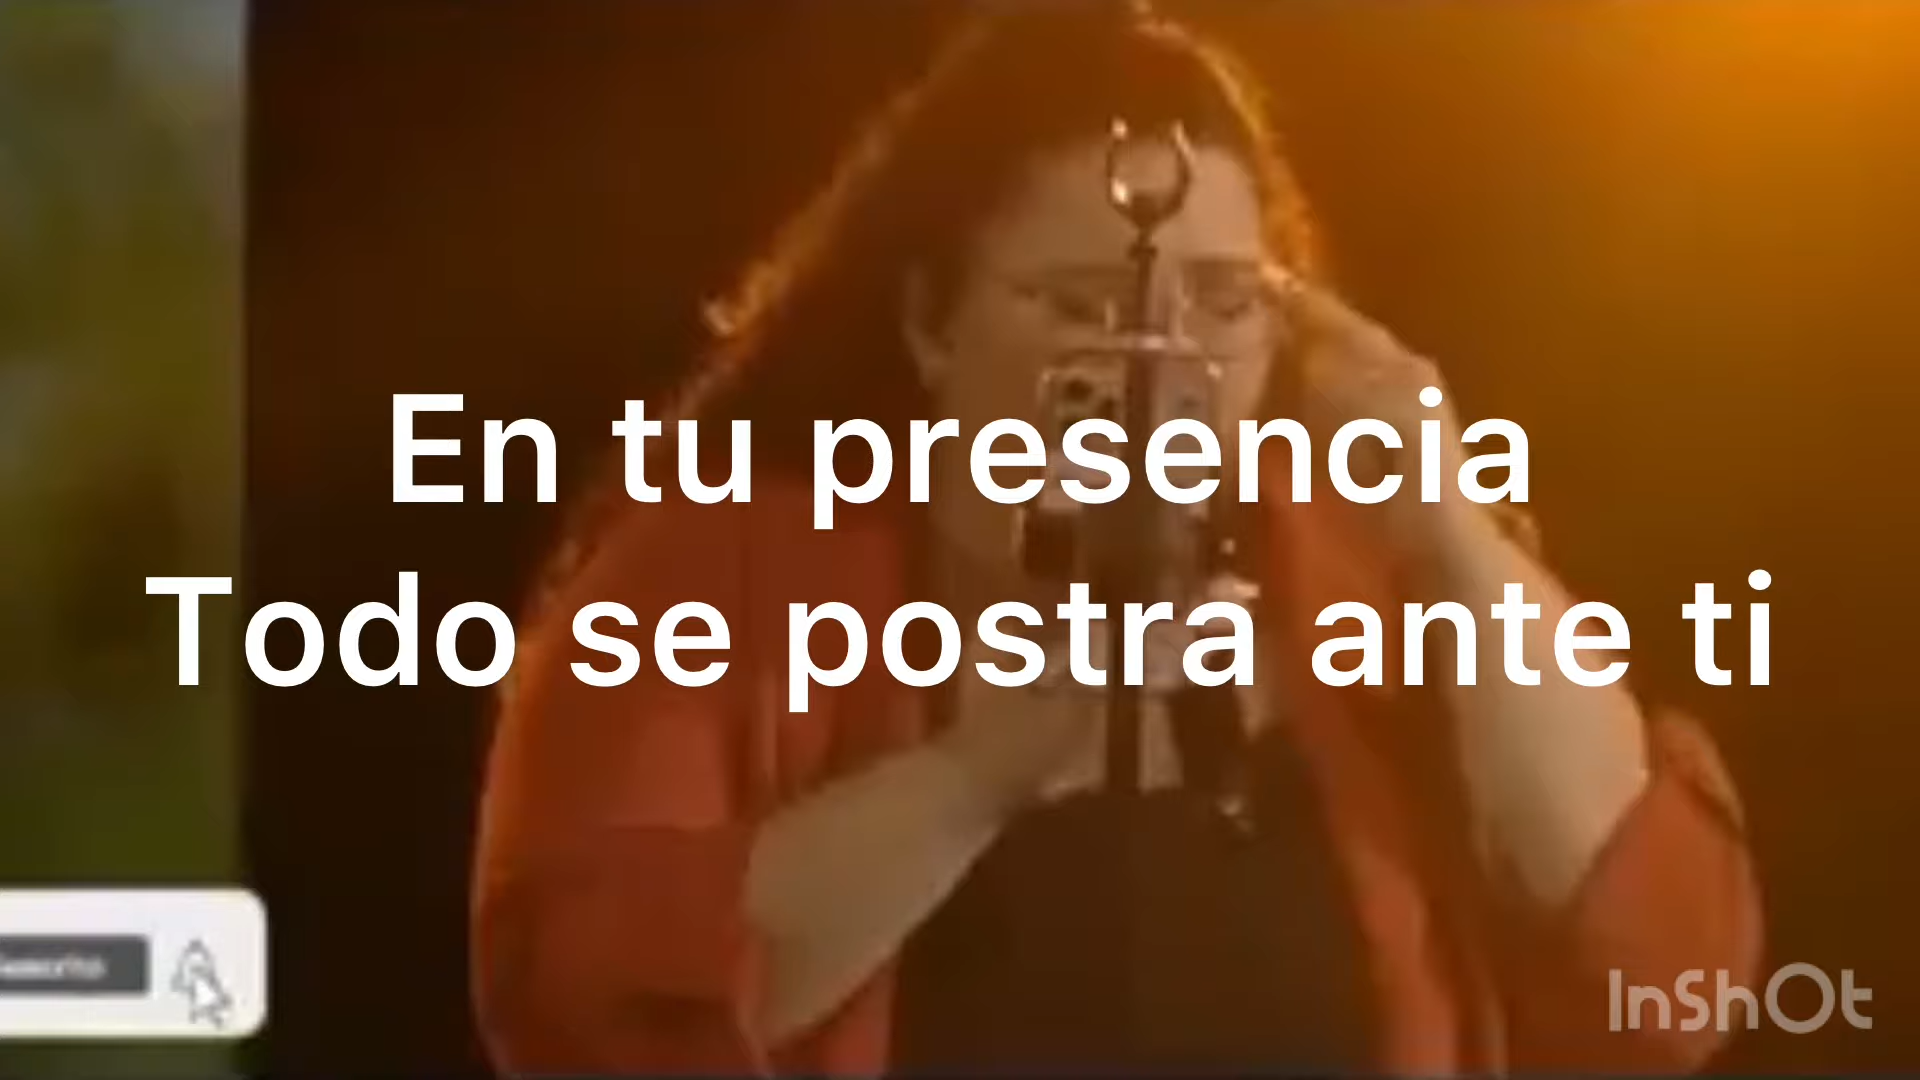 En tu presencia
Todo se postra ante ti
InShOt